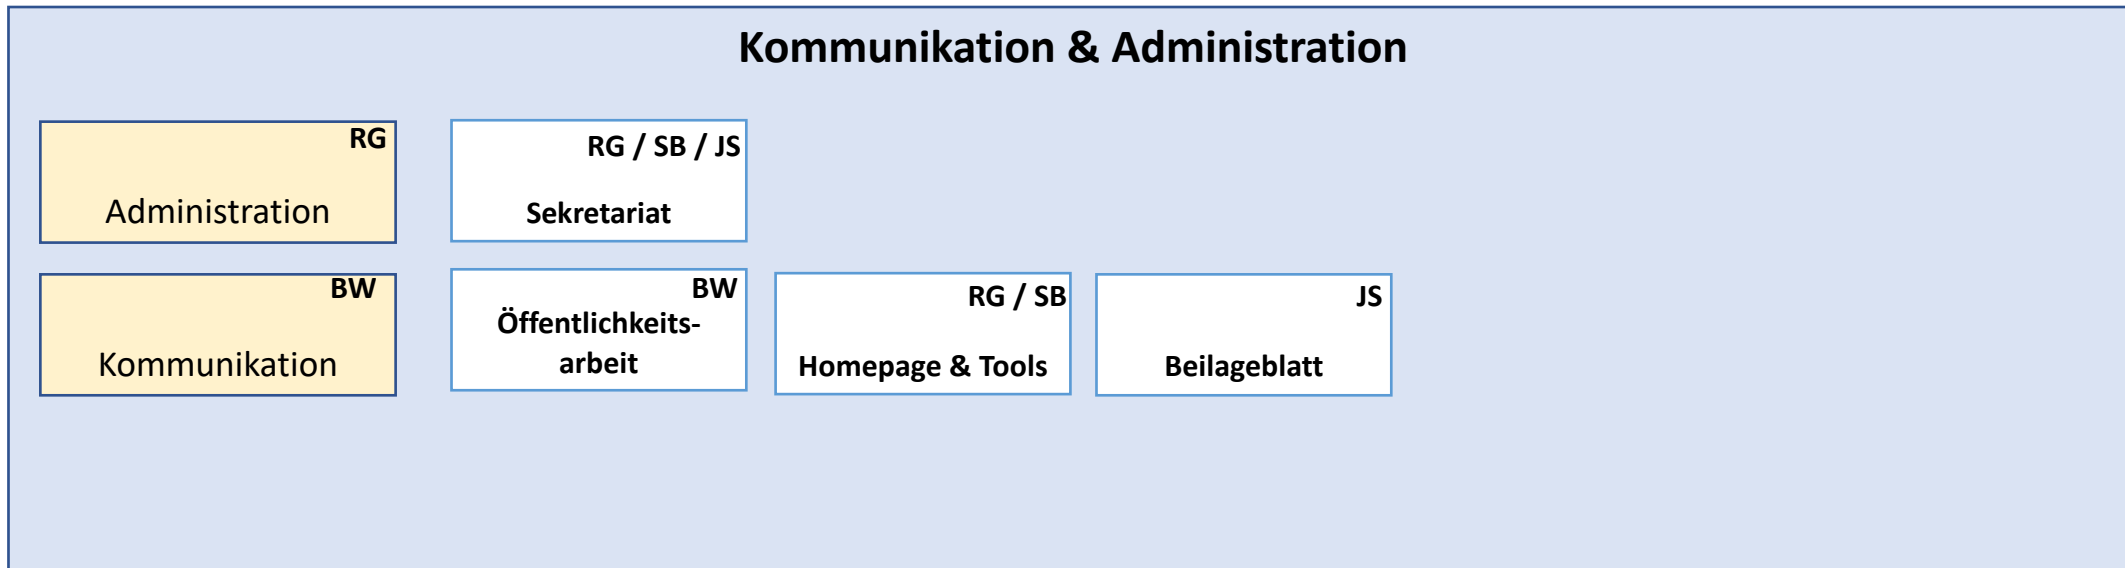 Kommunikation & Administration
RG
Administration
RG / SB / JS
Sekretariat
BW
Kommunikation
BW
Öffentlichkeits-
arbeit
RG / SB
Homepage & Tools
JS
Beilageblatt